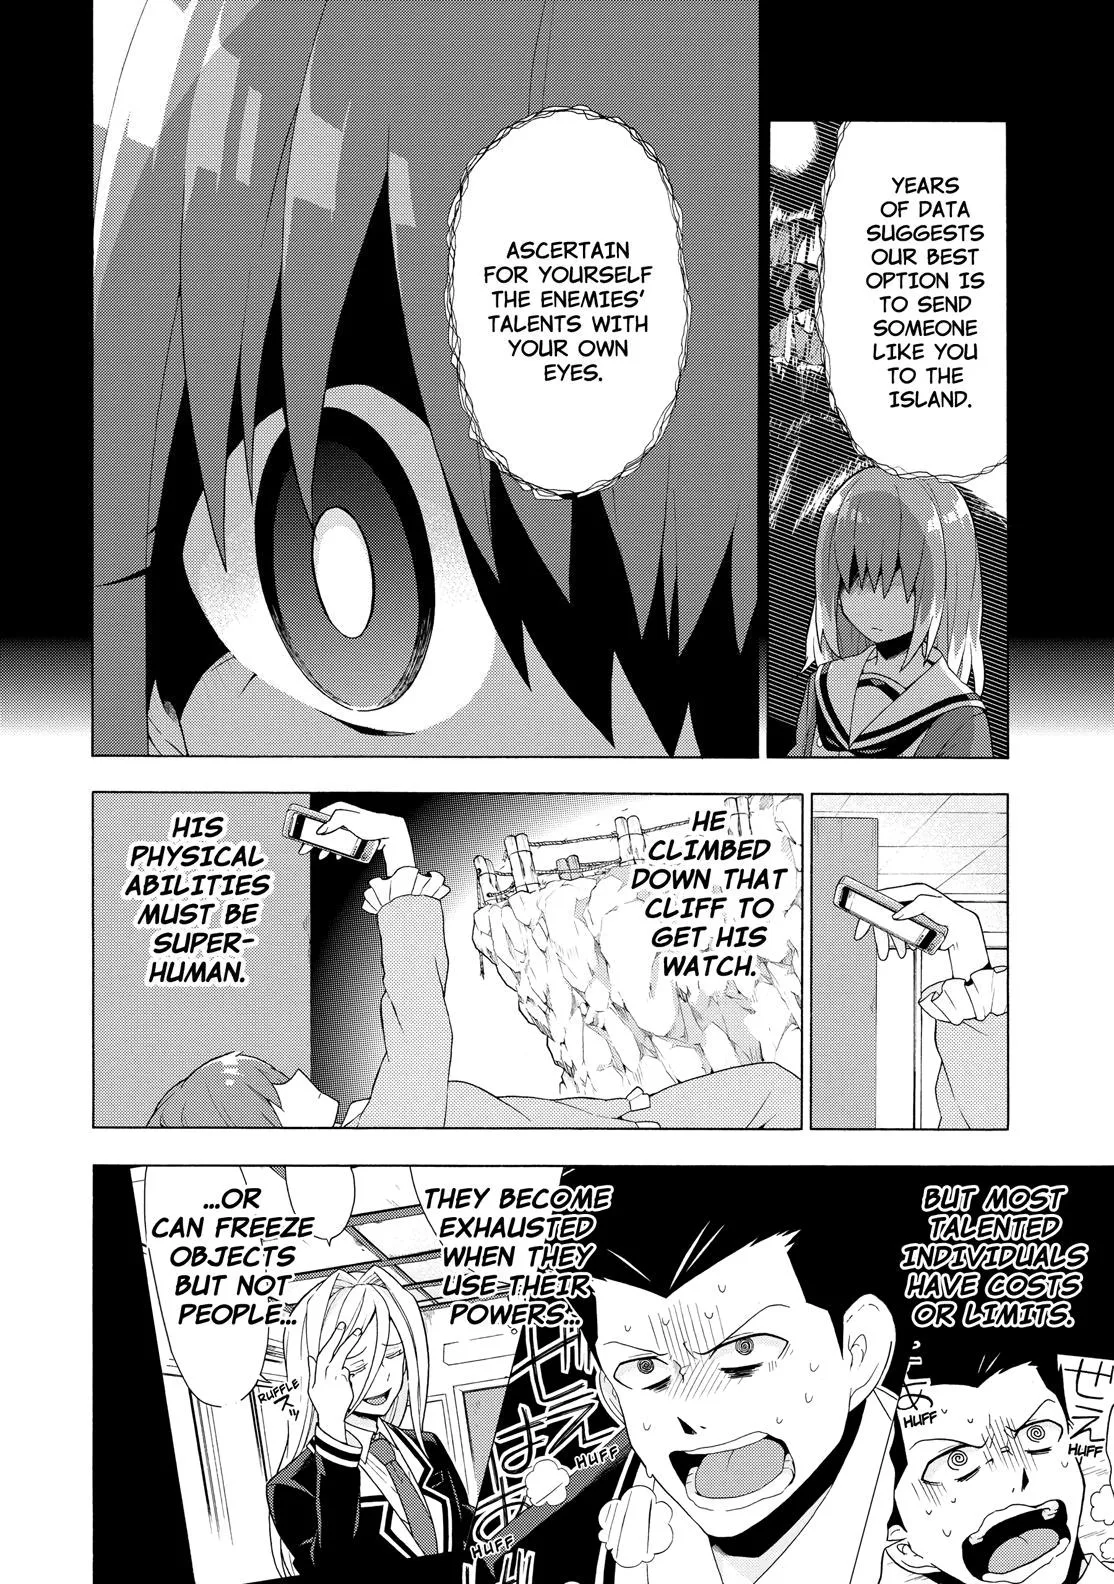 YEARS
OF DATA
SUGGESTS
OUR BEST
OPTION IS
TO SEND
SOMEONE
LIKE YOU
TO THE
ISLAND.
ASCERTAIN
FOR YOURSELF
THE ENEMIES'
TALENTS WITH
YOUR OWN
EYES.
HE
CLIMBED
DOWN THAT
CLIFF TO
GET HIS
WATCH.
HIS
PHYSICAL
ABILITIES
MUST BE
SUPER-
HUMAN.
BUT MOST
TALENTED
INDIVIDUALS
HAVE COSTS
OR LIMITS.
HUFF
HUFF
THEY BECOME
EXHAUSTED
WHEN THEY
USE THEIR
POWERS...
HUFF
HUFF
...OR
CAN FREEZE
OBJECTS
BUT NOT
PEOPLE...
RUFFLE